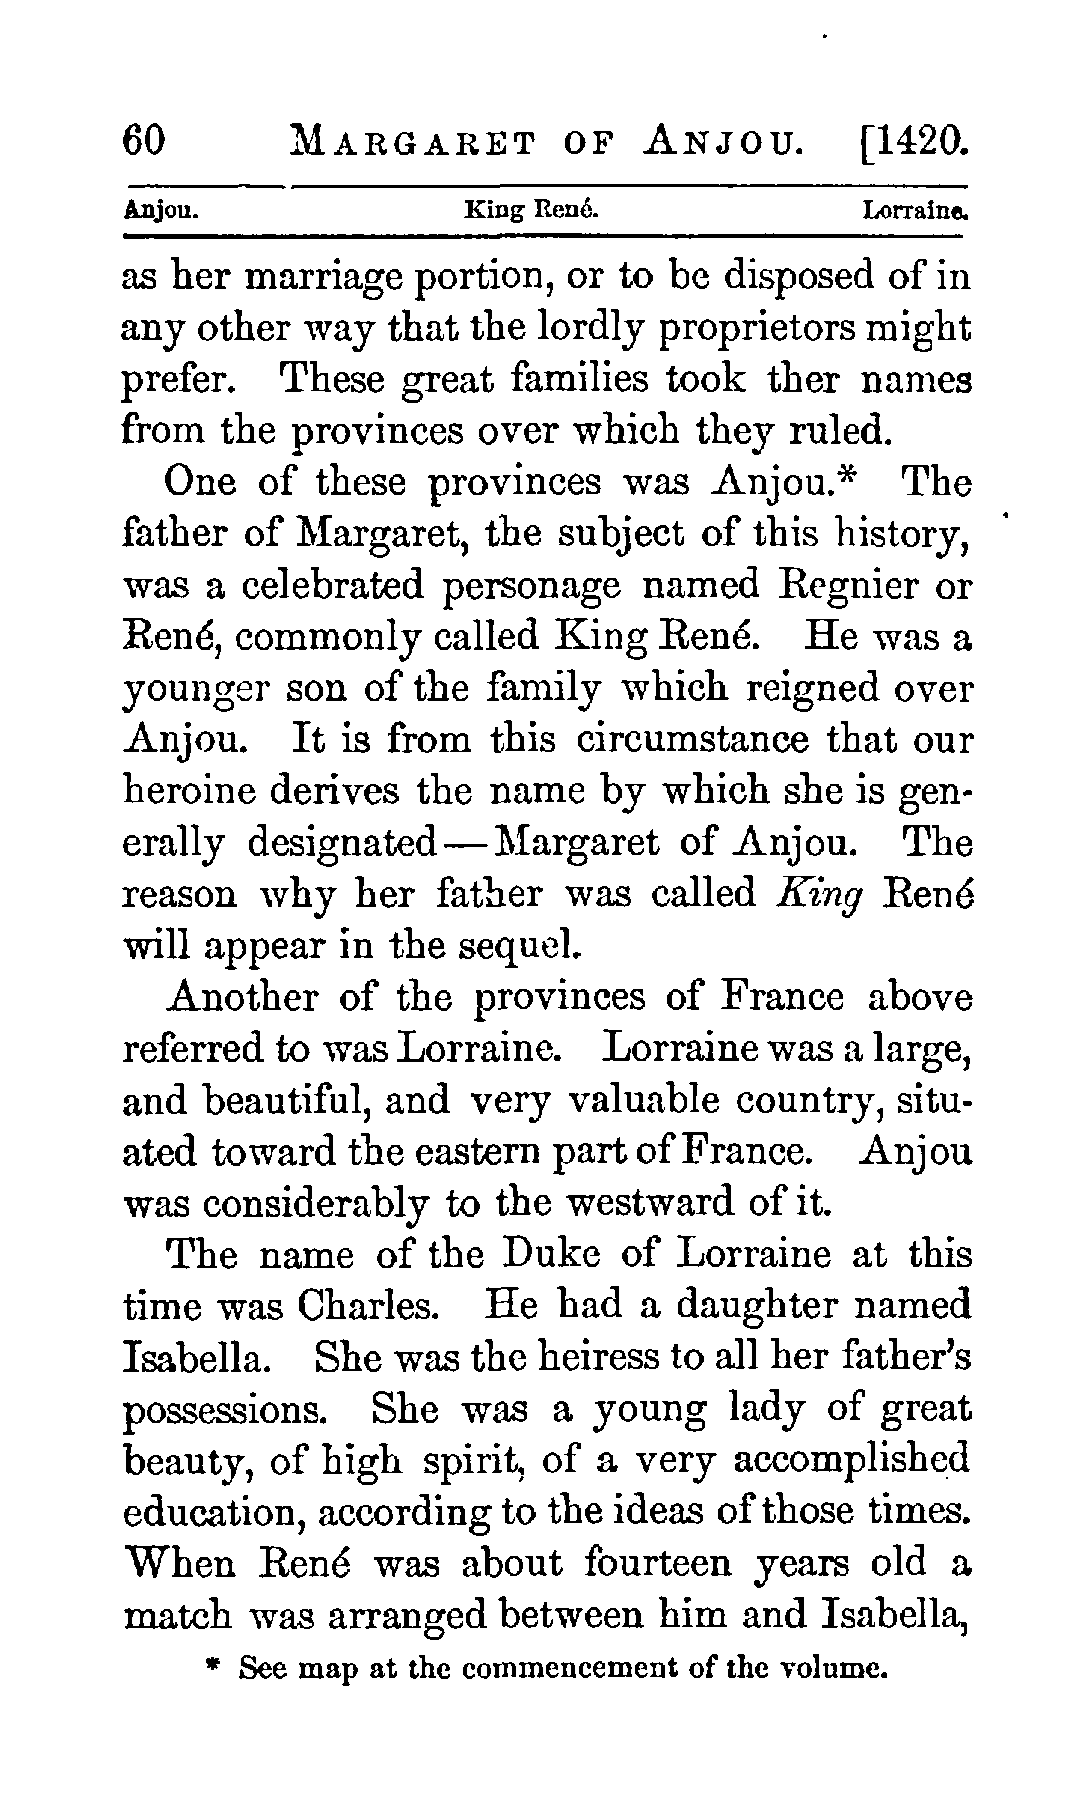 60 MARGARET OF ANJOU. [1420.
Anjou. King René. Lorraine.
as her marriage portion, or to be disposed of in
any other way that the lordly proprietors might
prefer. These great families took ther names
from the provinces over which they ruled.
One of these provinces was Anjou.* The
father of Margaret, the subject of this history,
was a celebrated personage named Regnier or
René, commonly called King René. He was a
younger son of the family which reigned over
Anjou. It is from this circumstance that our
heroine derives the name by which she is gen-
erally designated—Margaret of Anjou. The
reason why her father was called King René
will appear in the sequel.
Another of the provinces of France above
referred to was Lorraine. Lorraine was a large,
and beautiful, and very valuable country, situ-
ated toward the eastern part of France. Anjou
was considerably to the westward of it.
The name of the Duke of Lorraine at this
time was Charles. He had a daughter named
Isabella. She was the heiress to all her father's
possessions. She was a young lady of great
beauty, of high spirit, of a very accomplished
education, according to the ideas of those times.
When René was about fourteen years old a
match was arranged between him and Isabella,
* See map at the commencement of the volume.